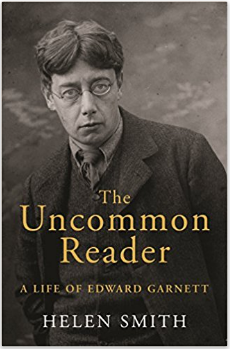 The
Uncommon
Reader
A LIFE OF EDWARD GARNETT
HELEN SMITH